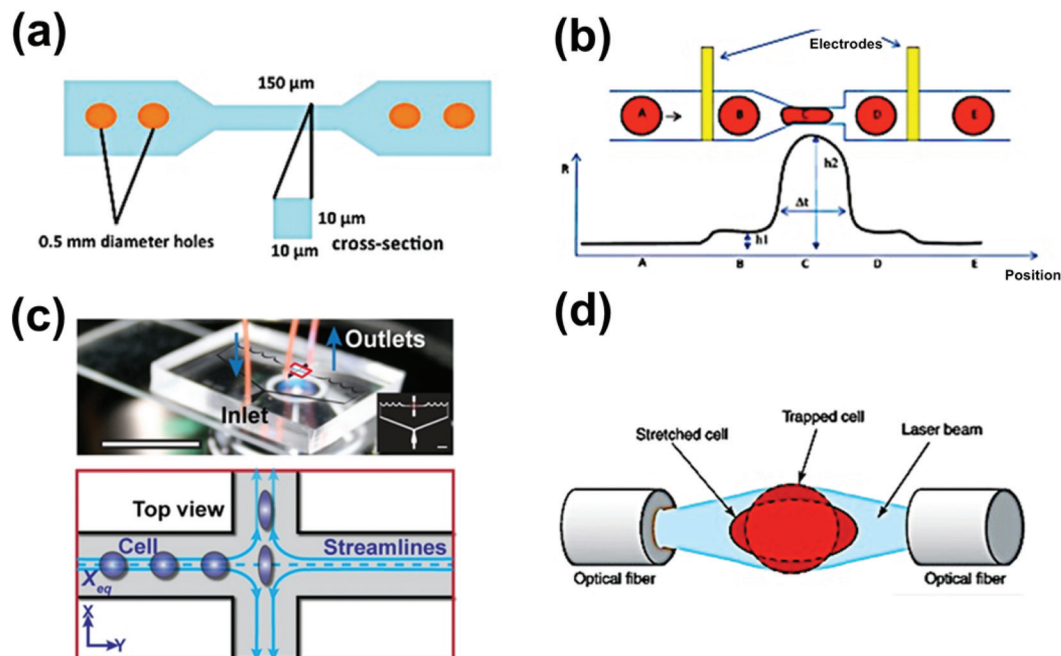 (a)
150 μm
10 μm
10 μm
cross-section
0.5 mm diameter holes
(b)
Electrodes
A
B
C
D
E
R
h2
Δt
h1
A
B
C
D
E
Position
(c)
Outlets
Inlet
Top view
Cell
Streamlines
Xeq
X
Y
(d)
Trapped cell
Stretched cell
Laser beam
Optical fiber
Optical fiber